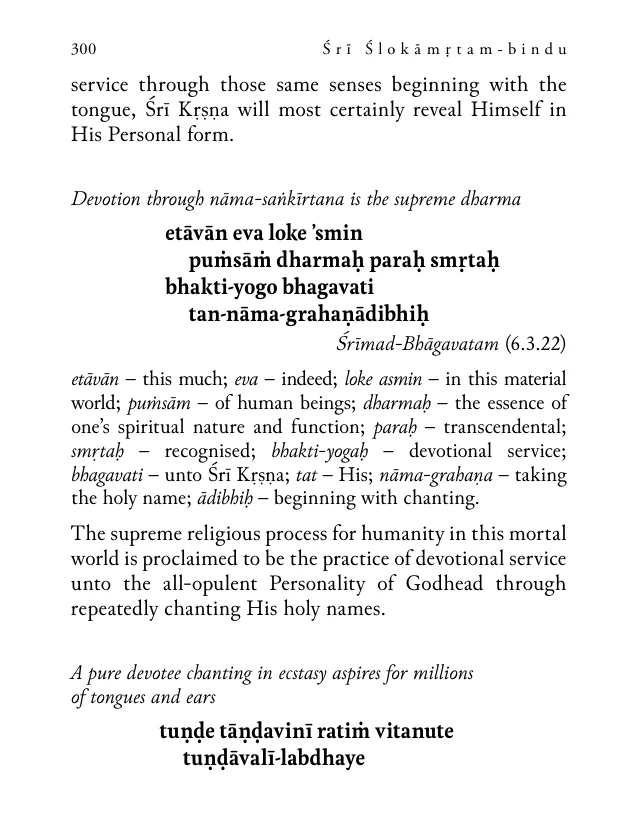 300 Śrī Ślokāmṛtam-bindu
service through those same senses beginning with the
tongue, Śrī Kṛṣṇa will most certainly reveal Himself in
His Personal form.
Devotion through nāma-saṅkīrtana is the supreme dharma
etāvān eva loke ’smin
puṁsāṁ dharmaḥ paraḥ smṛtaḥ
bhakti-yogo bhagavati
tan-nāma-grahaṇādibhiḥ
Śrīmad-Bhāgavatam (6.3.22)
etāvān – this much; eva – indeed; loke asmin – in this material
world; puṁsām – of human beings; dharmaḥ – the essence of
one’s spiritual nature and function; paraḥ – transcendental;
smṛtaḥ – recognised; bhakti-yogaḥ – devotional service;
bhagavati – unto Śrī Kṛṣṇa; tat – His; nāma-grahaṇa – taking
the holy name; ādibhiḥ – beginning with chanting.
The supreme religious process for humanity in this mortal
world is proclaimed to be the practice of devotional service
unto the all-opulent Personality of Godhead through
repeatedly chanting His holy names.
A pure devotee chanting in ecstasy aspires for millions
of tongues and ears
tuṇḍe tāṇḍavinī ratiṁ vitanute
tuṇḍāvalī-labdhaye